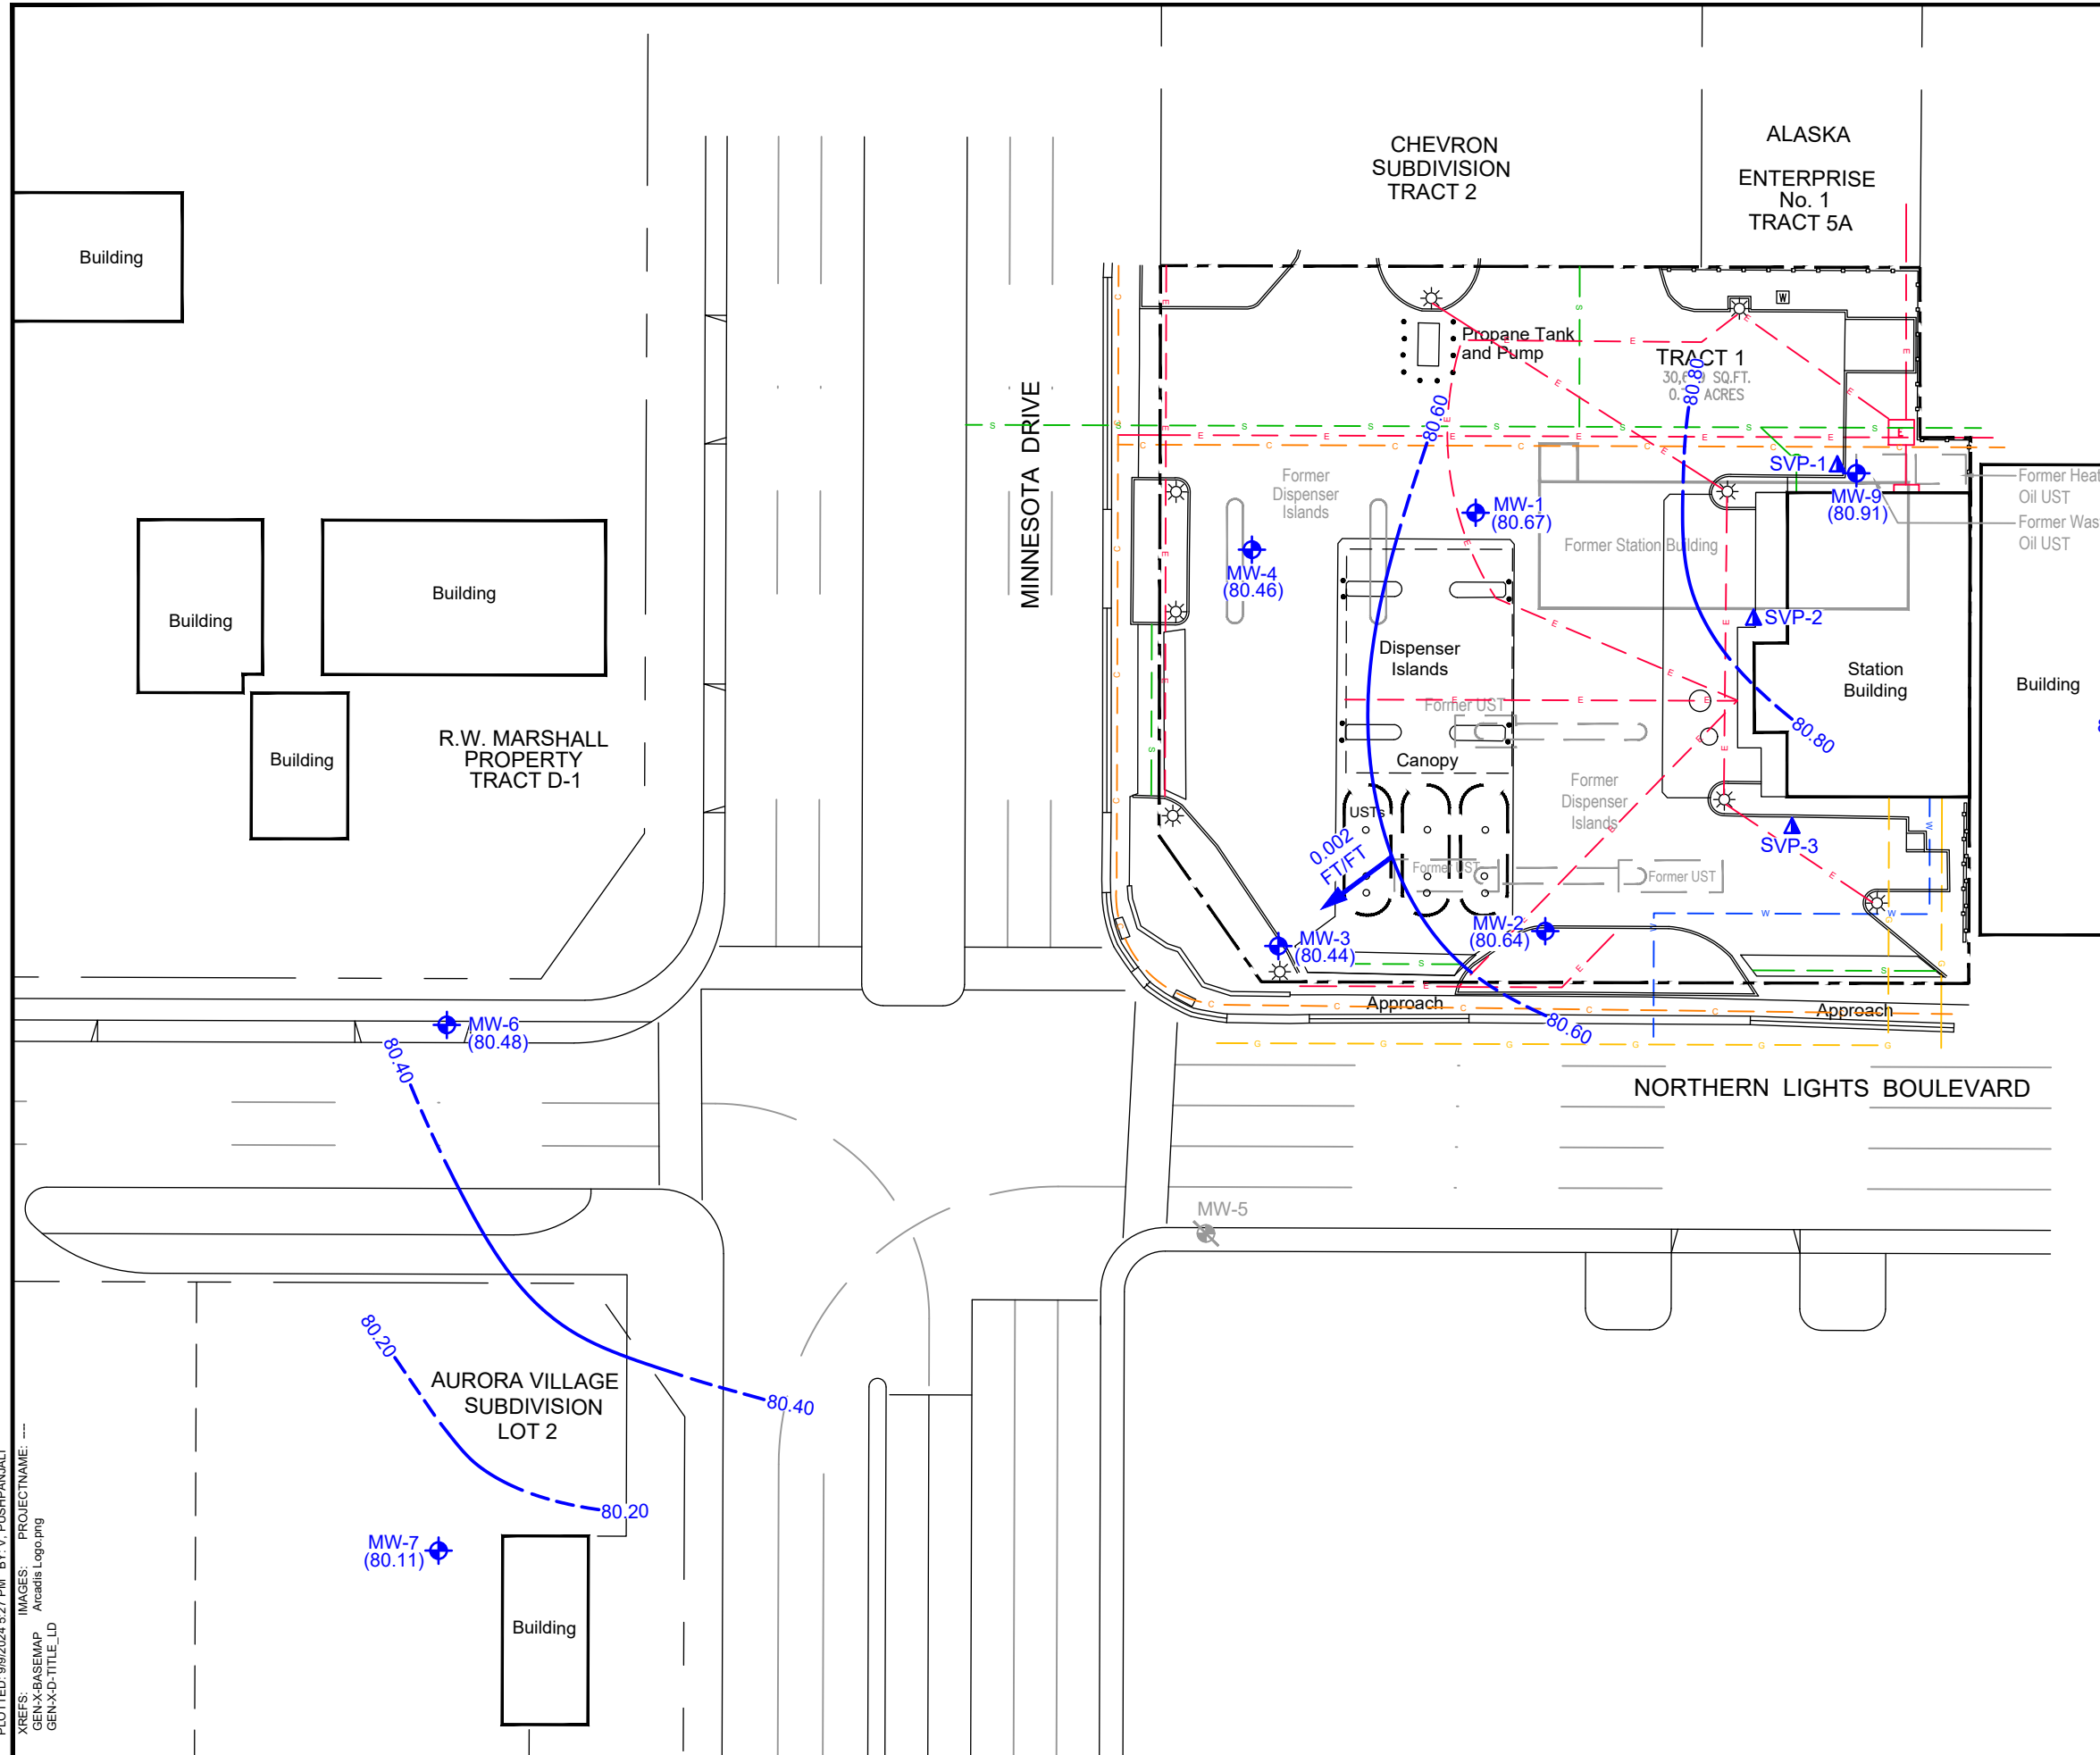 CHEVRON
SUBDIVISION
TRACT 2
ALASKA
ENTERPRISE
No. 1
TRACT 5A
Building
Propane Tank
and Pump
TRACT 1
SQ.FT.
ACRES
80.80
80.60
MINNESOTA DRIVE
Former
Dispenser
Islands
SVP-1
MW-9
(80.91)
Oil UST
Former
Oil UST
MW-1
(80.67)
Former Station Building
MW-4
(80.46)
Building
Building
Building
SVP-2
Dispenser
Islands
Station
Building
Building
Former UST
80.80
R.W. MARSHALL
PROPERTY
TRACT D-1
Canopy
Former
Dispenser
Islands
USTs
0.002
FT/FT
SVP-3
Former UST
Former UST
MW-2
(80.64)
MW-3
(80.44)
Approach
Approach
80.60
MW-6
(80.48)
80.40
NORTHERN LIGHTS BOULEVARD
MW-5
80.20
AURORA VILLAGE
SUBDIVISION
LOT 2
80.40
80.20
MW-7
(80.11)
Building
XREFS: IMAGES: PROJECTNAME: ---
GEN-X-BASEMAP Arcadis Logo.png
GEN-X-D-TITLE_LD
W
E
S
C
G